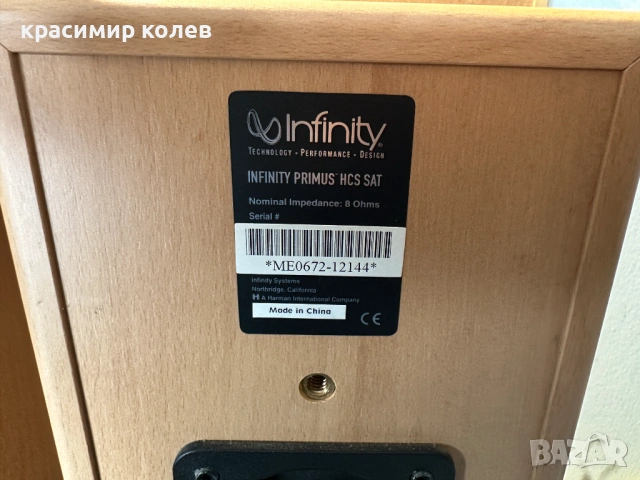 красимир колев
Infinity®
TECHNOLOGY • PERFORMANCE • DESIGN
INFINITY PRIMUS™ HCS SAT
Nominal Impedance: 8 Ohms
Serial #
*ME0672-12144*
Infinity Systems
Northridge, California
H A Harman International Company
Made in China
CE
BAZAR